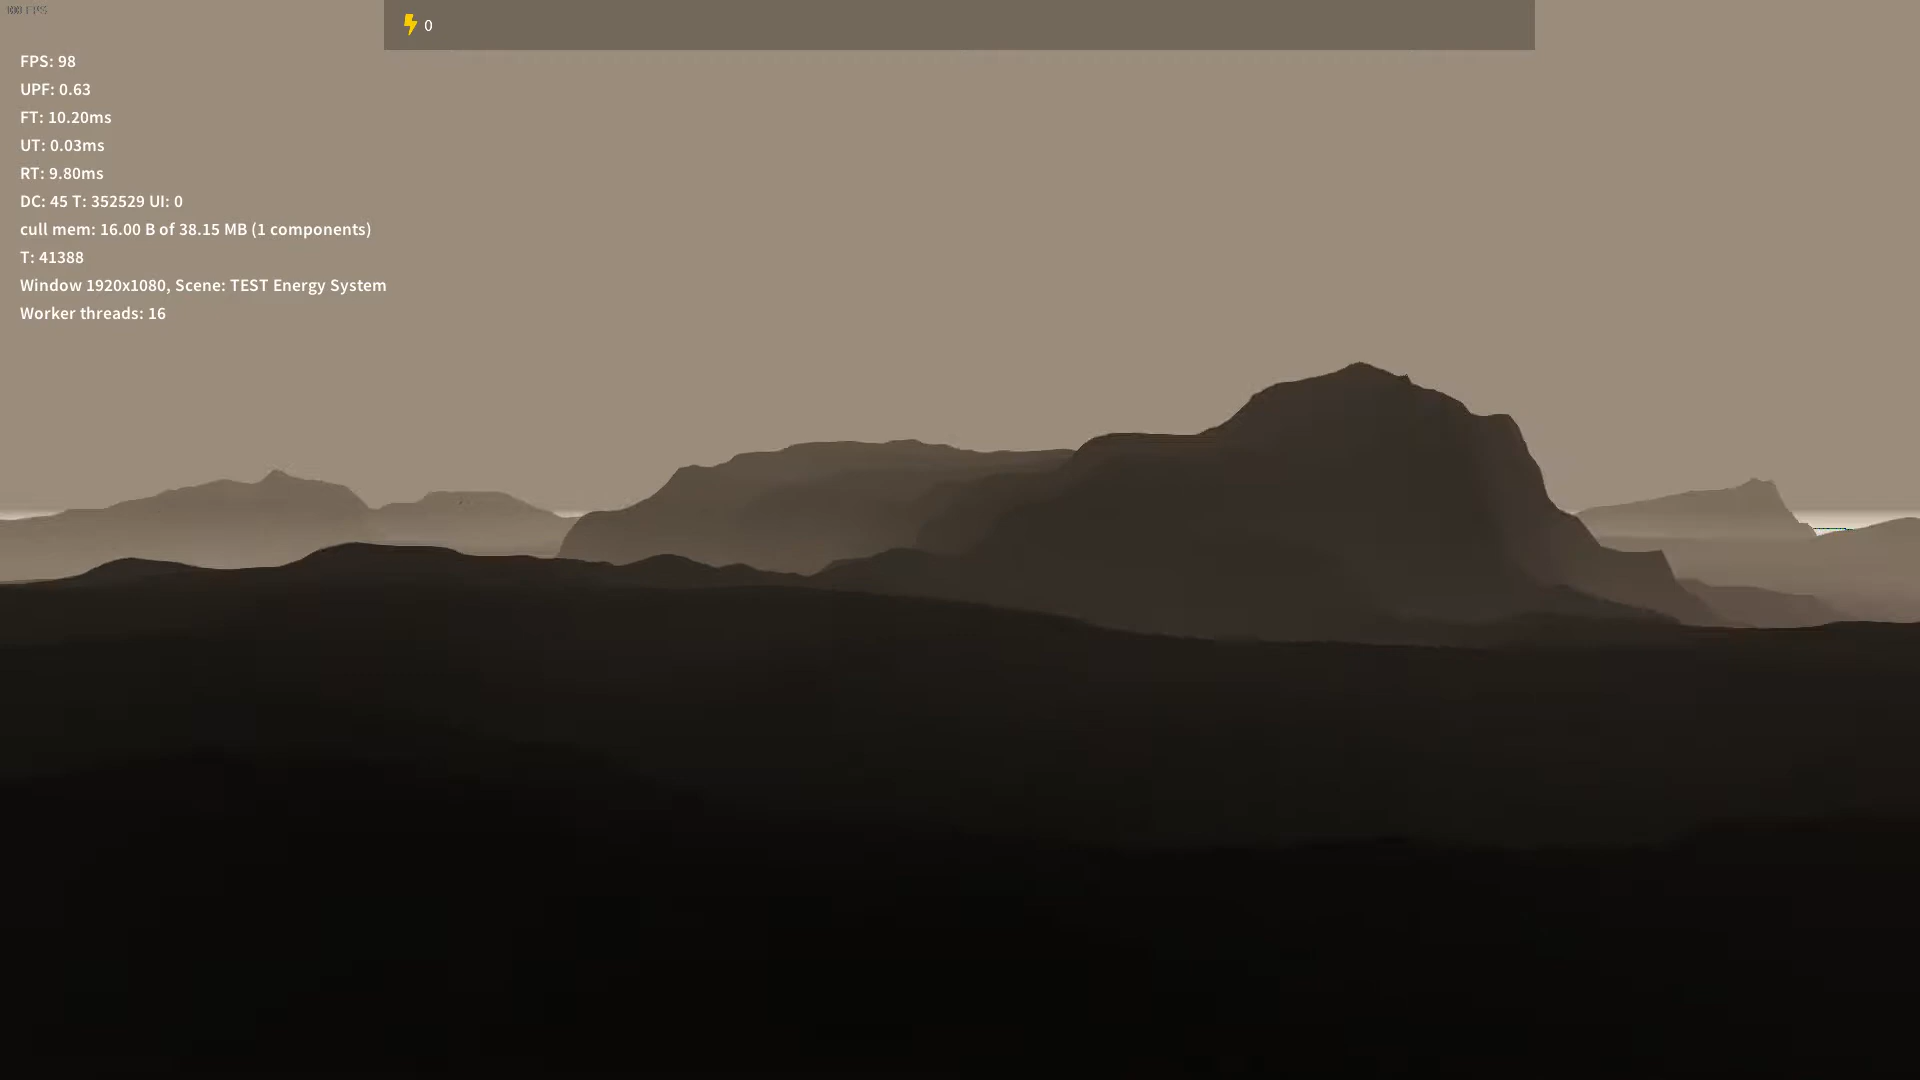 0
FPS: 98
UPF: 0.63
FT: 10.20ms
UT: 0.03ms
RT: 9.80ms
DC: 45 T: 352529 UI: 0
cull mem: 16.00 B of 38.15 MB (1 components)
T: 41388
Window 1920x1080, Scene: TEST Energy System
Worker threads: 16